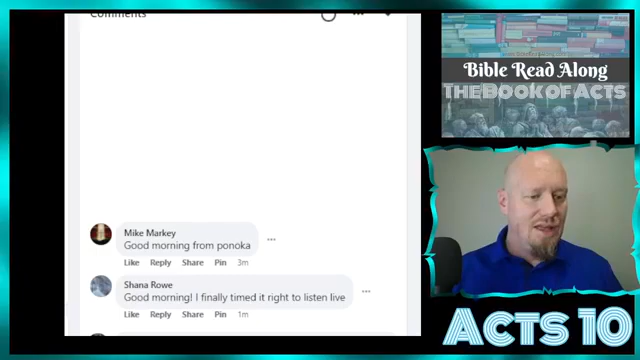 Comments
Bible Read Along
The Book of Acts
Mike Markey
Good morning from ponoka
Like Reply Share Pin 3m
Shana Rowe
Good morning! I finally timed it right to listen live
Like Reply Share Pin 1m
Acts 10